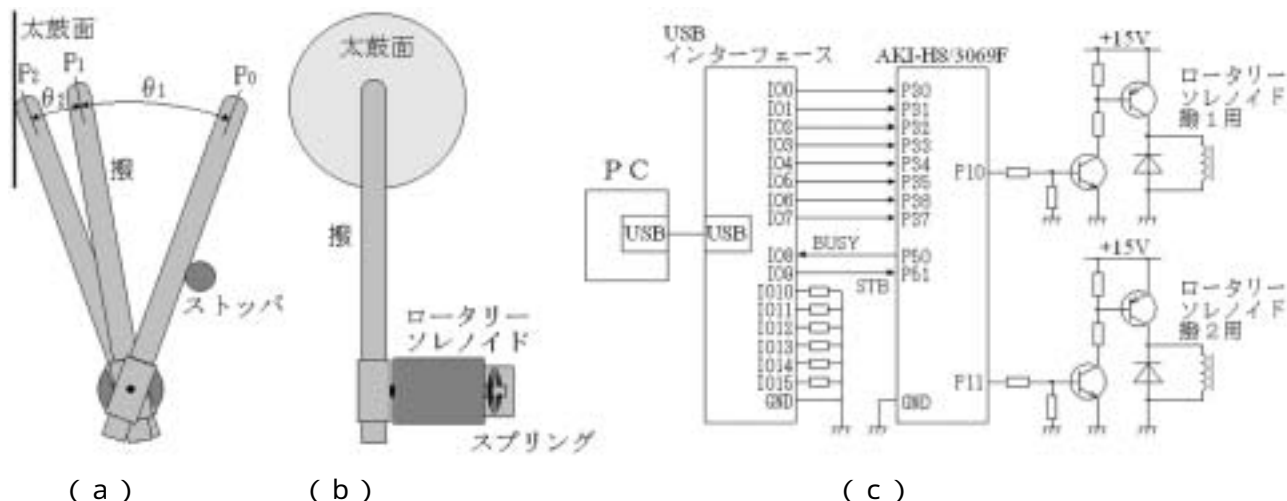 太鼓面
P2
P1
P0
θ2
θ1
撥
ストッパ
(a)
太鼓面
撥
ロータリー
ソレノイド
スプリング
(b)
USB
インターフェース
AKI-H8/3069F
PC
USB
USB
IO0
IO1
IO2
IO3
IO4
IO5
IO6
IO7
IO8
IO9
IO10
IO11
IO12
IO13
IO14
IO15
GND
BUSY
STB
P30
P31
P32
P33
P34
P35
P36
P37
P50
P51
GND
P10
P11
+15V
ロータリー
ソレノイド
撥1用
+15V
ロータリー
ソレノイド
撥2用
(c)